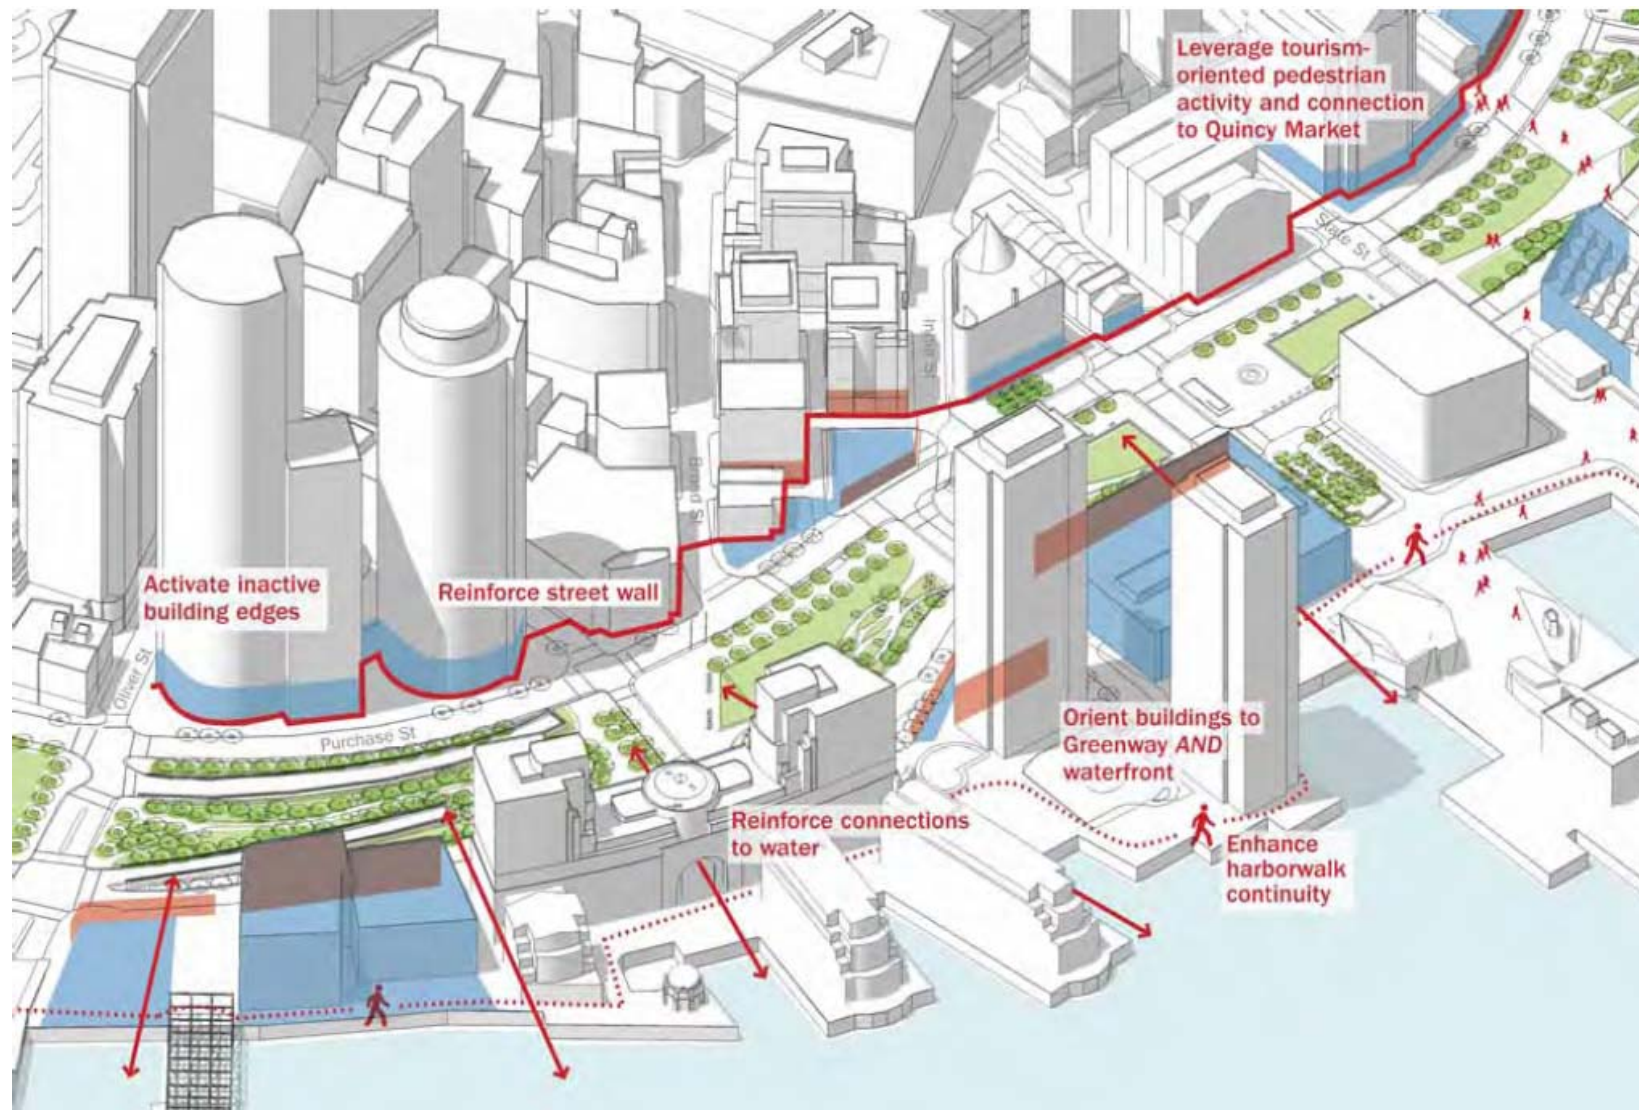 Leverage tourism-
oriented pedestrian
activity and connection
to Quincy Market
State St
India St
Broad St
Activate inactive
building edges
Reinforce street wall
Oliver St
Purchase St
Orient buildings to
Greenway AND
waterfront
Reinforce connections
to water
Enhance
harborwalk
continuity